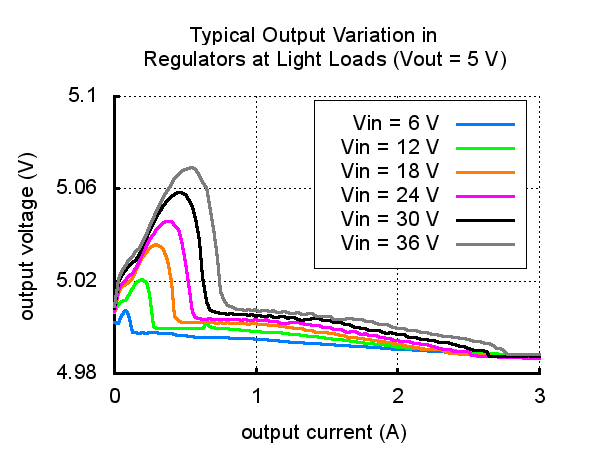 Typical Output Variation in
Regulators at Light Loads (Vout = 5 V)
5.1
5.06
5.02
4.98
output voltage (V)
Vin = 6 V
Vin = 12 V
Vin = 18 V
Vin = 24 V
Vin = 30 V
Vin = 36 V
0 1 2 3
output current (A)